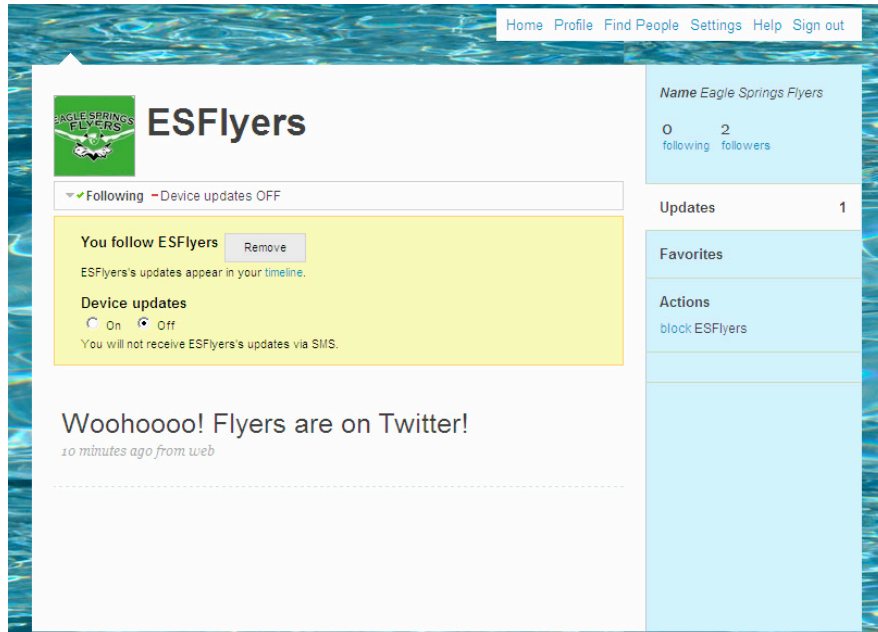 Home Profile Find People Settings Help Sign out
EAGLE SPRINGS
FLYERS
ESFlyers
Following Device updates OFF
You follow ESFlyers Remove
ESFlyers's updates appear in your timeline.
Device updates
On Off
You will not receive ESFlyers's updates via SMS.
Woohoooo! Flyers are on Twitter!
10 minutes ago from web
Name Eagle Springs Flyers
0 2
following followers
Updates 1
Favorites
Actions
block ESFlyers